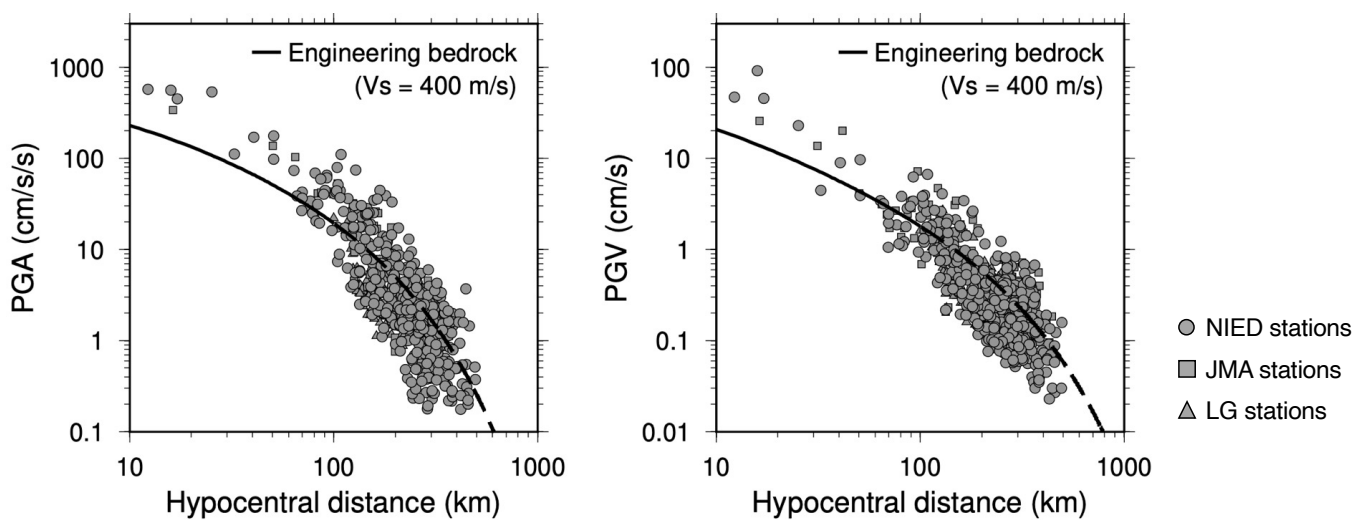 Engineering bedrock
(Vs = 400 m/s)
PGA (cm/s/s)
1000
100
10
1
0.1
10
100
1000
Hypocentral distance (km)
Engineering bedrock
(Vs = 400 m/s)
PGV (cm/s)
100
10
1
0.1
0.01
10
100
1000
Hypocentral distance (km)
NIED stations
JMA stations
LG stations